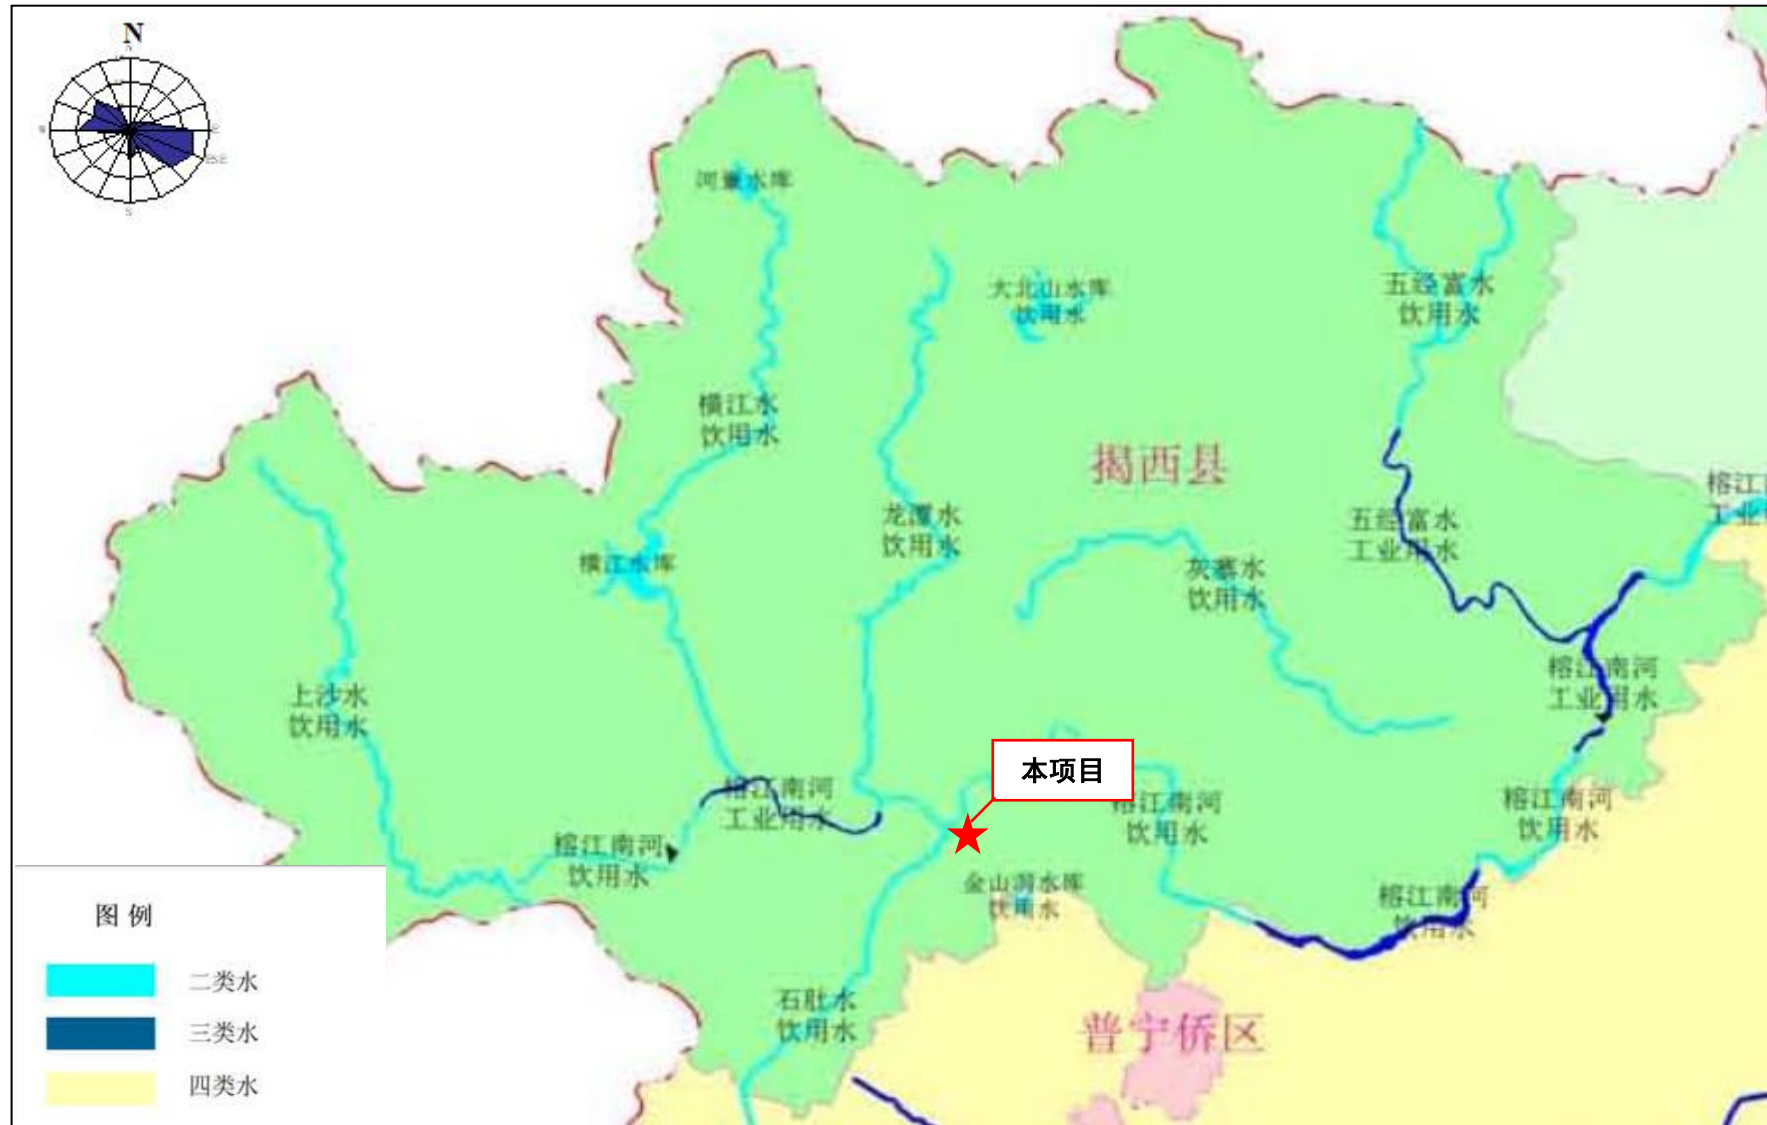 N
S
河輋水库
大北山水库
饮用水
五经富水
饮用水
横江水
饮用水
揭西县
榕江
工业
龙潭水
饮用水
五经富水
工业用水
横江水库
灰寨水
饮用水
上沙水
饮用水
榕江南河
工业用水
本项目
榕江南河
工业用水
榕江南河
饮用水
榕江南河
饮用水
榕江南河
饮用水
金山洞水库
饮用水
榕江南河
饮用水
石肚水
饮用水
普宁侨区
图例
二类水
三类水
四类水